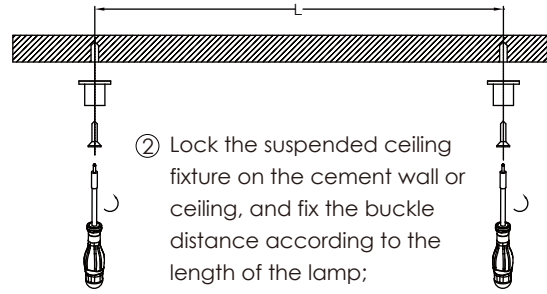 L
② Lock the suspended ceiling
fixture on the cement wall or
ceiling, and fix the buckle
distance according to the
length of the lamp;